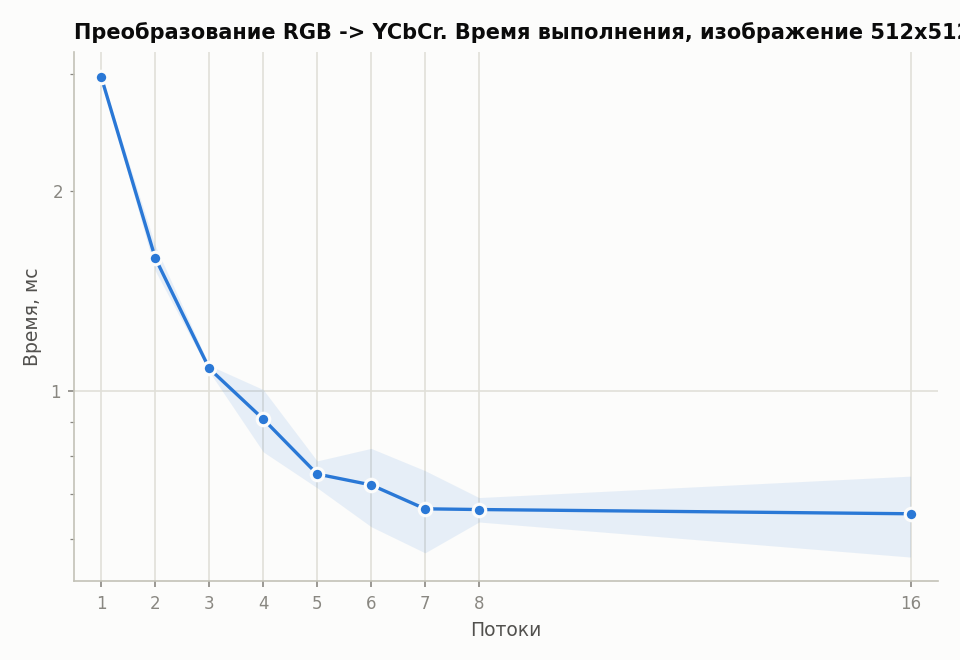 Преобразование RGB -> YCbCr. Время выполнения, изображение 512x512
2
1
Время, мс
1 2 3 4 5 6 7 8 16
Потоки